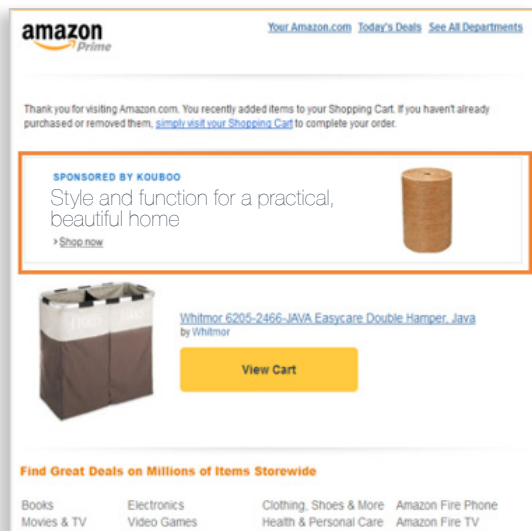 amazon
Prime
Your Amazon.com Today's Deals See All Departments
Thank you for visiting Amazon.com. You recently added items to your Shopping Cart. If you haven't already
purchased or removed them, simply visit your Shopping Cart to complete your order.
SPONSORED BY KOUBOO
Style and function for a practical,
beautiful home
› Shop now
Whitmor 6205-2466-JAVA Easycare Double Hamper, Java
by Whitmor
View Cart
Find Great Deals on Millions of Items Storewide
Books Electronics Clothing, Shoes & More Amazon Fire Phone
Movies & TV Video Games Health & Personal Care Amazon Fire TV